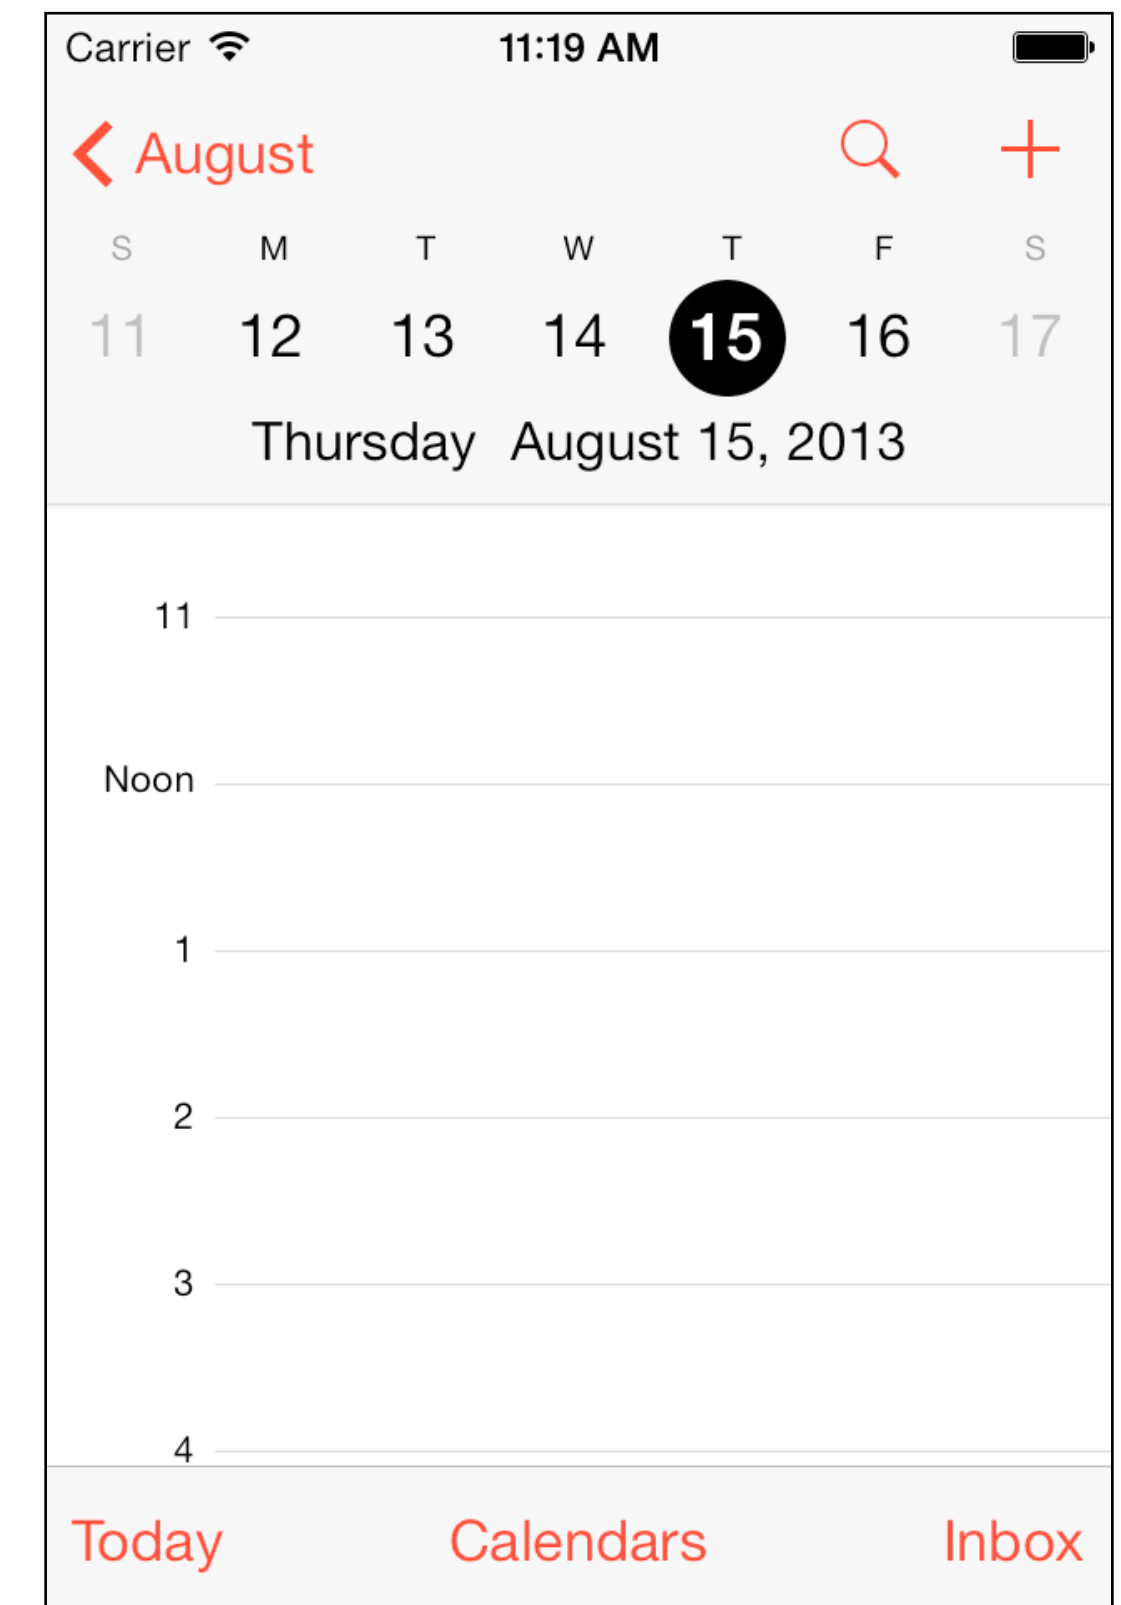 Carrier 11:19 AM
August
S M T W T F S
11 12 13 14 15 16 17
Thursday August 15, 2013
11
Noon
1
2
3
4
Today Calendars Inbox